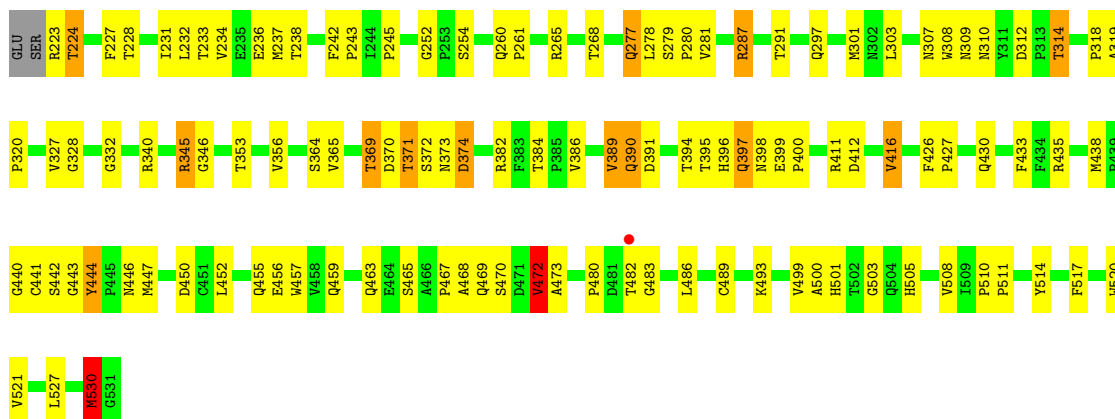 GLU SER R223 T224 F227 T228 I231 L232 T233 V234 E235 E236 M237 T238 F242 P243 I244 P245 G252 P253 S254 Q260 P261 R265 T268 Q277 L278 S279 P280 V281 R287 T291 Q297 M301 N302 L303 N307 W308 N309 N310 Y311 D312 P313 T314 P318 A319
P320 V327 G328 G332 R340 R345 G346 T353 V356 S364 V365 T369 D370 T371 S372 N373 D374 R382 F383 T384 P385 V386 V389 Q390 D391 T394 T395 H396 Q397 N398 E399 P400 R411 D412 V416 F426 P427 Q430 F433 F434 R435 M438
G440 C441 S442 G443 Y444 P445 N446 M447 D450 C451 L452 Q455 E456 W457 V458 Q459 Q463 E464 S465 A466 P467 A468 Q469 S470 D471 V472 A473 P480 D481 T482 G483 L486 C489 K493 V499 A500 H501 T502 G503 Q504 H505 V508 I509 P510 P511 Y514 F517 W520
V521 L527 M530 G531